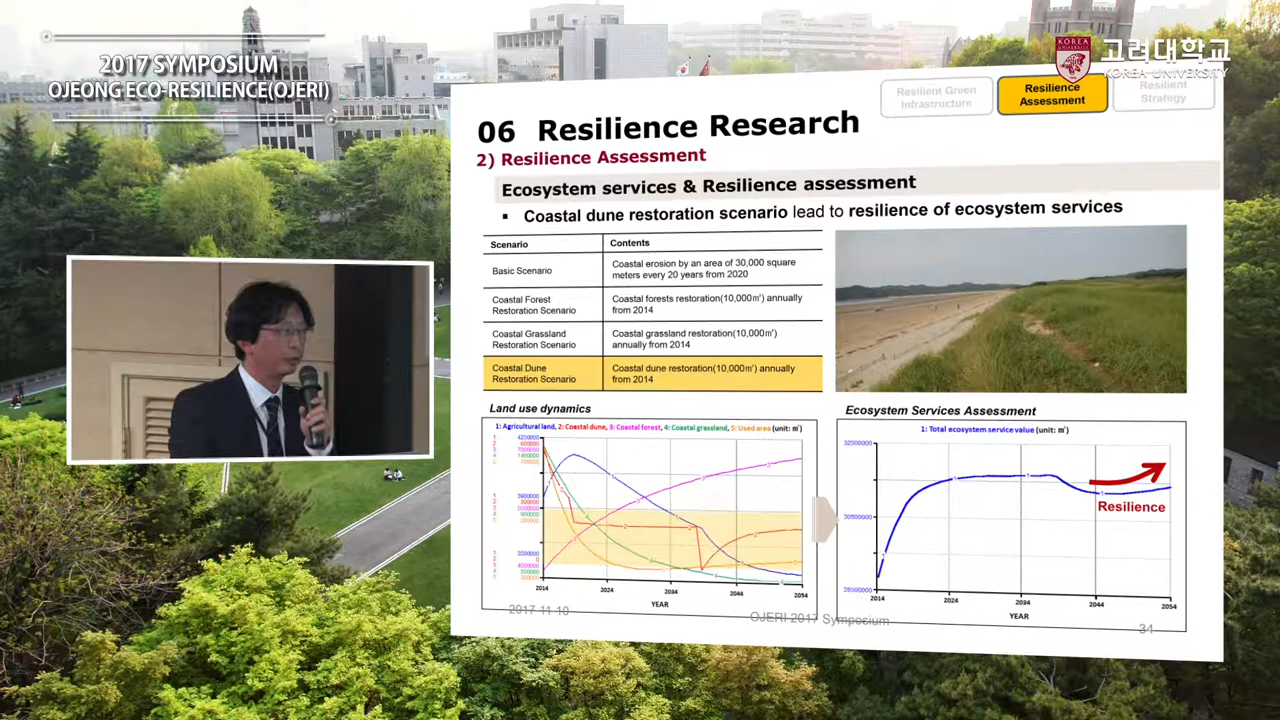 2017 SYMPOSIUM
OJEONG ECO-RESILIENCE(OJERI)
고려대학교
KOREA UNIVERSITY
KOREA
Resilient Green
Infrastructure
Resilience
Assessment
Resilient
Strategy
06 Resilience Research
2) Resilience Assessment
Ecosystem services & Resilience assessment
▪ Coastal dune restoration scenario lead to resilience of ecosystem services
Scenario Contents
Basic Scenario
Coastal erosion by an area of 30,000 square
meters every 20 years from 2020
Coastal Forest
Restoration Scenario
Coastal forests restoration(10,000㎡) annually
from 2014
Coastal Grassland
Restoration Scenario
Coastal grassland restoration(10,000㎡)
annually from 2014
Coastal Dune
Restoration Scenario
Coastal dune restoration(10,000㎡) annually
from 2014
Land use dynamics
1: Agricultural land, 2: Coastal dune, 3: Coastal forest, 4: Coastal grassland, 5: Used area (unit: ㎡)
2014 2024 2034 2044 2054
YEAR
Ecosystem Services Assessment
1: Total ecosystem service value (unit: ㎡)
32500000
30500000
28500000
Resilience
2014 2024 2034 2044 2054
YEAR
2017-11-10
OJERI 2017 Symposium
34